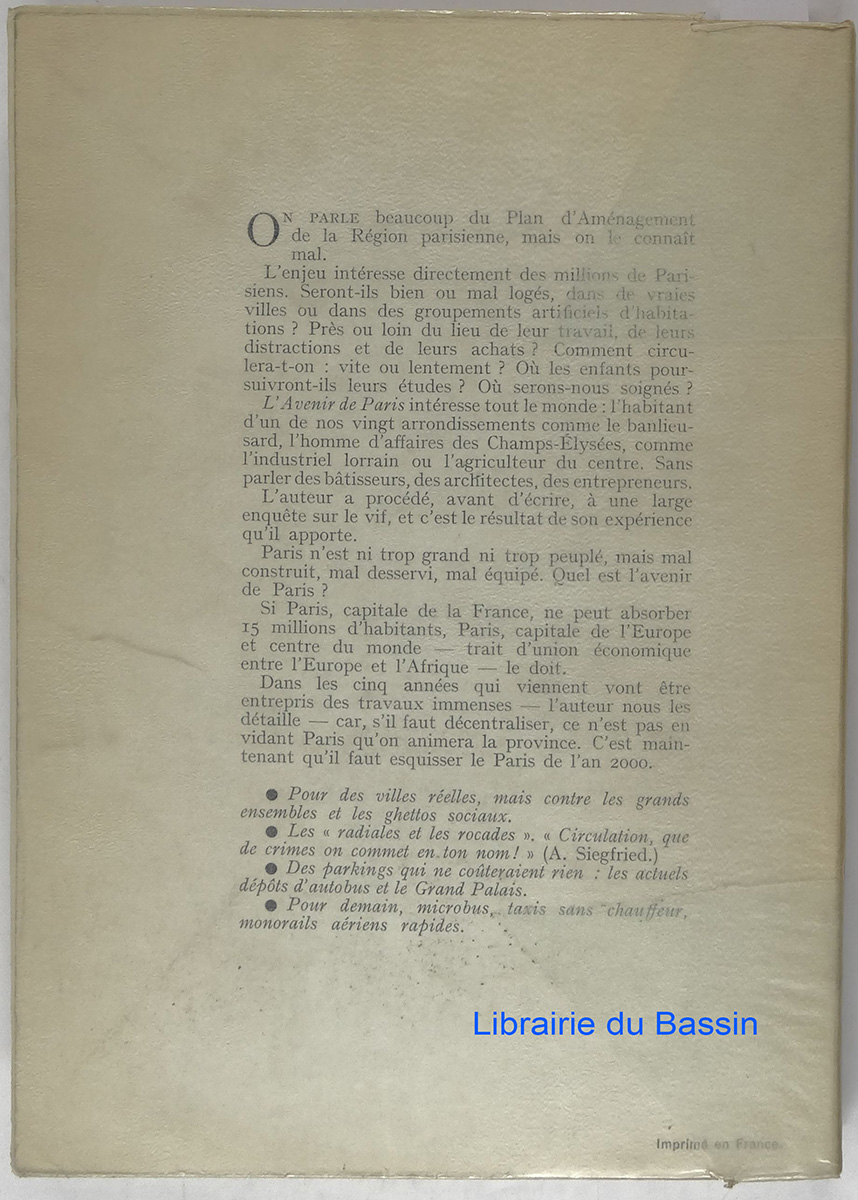 ON PARLE beaucoup du Plan d'Aménagement
de la Région parisienne, mais on le connaît
mal.
L'enjeu intéresse directement des millions de Pari-
siens. Seront-ils bien ou mal logés, dans de vraies
villes ou dans des groupements artificiels d'habita-
tions ? Près ou loin du lieu de leur travail, de leurs
distractions et de leurs achats ? Comment circu-
lera-t-on : vite ou lentement ? Où les enfants pour-
suivront-ils leurs études ? Où serons-nous soignés ?
L'Avenir de Paris intéresse tout le monde : l'habitant
d'un de nos vingt arrondissements comme le banlieu-
sard, l'homme d'affaires des Champs-Élysées, comme
l'industriel lorrain ou l'agriculteur du centre. Sans
parler des bâtisseurs, des architectes, des entrepreneurs.
L'auteur a procédé, avant d'écrire, à une large
enquête sur le vif, et c'est le résultat de son expérience
qu'il apporte.
Paris n'est ni trop grand ni trop peuplé, mais mal
construit, mal desservi, mal équipé. Quel est l'avenir
de Paris ?
Si Paris, capitale de la France, ne peut absorber
15 millions d'habitants, Paris, capitale de l'Europe
et centre du monde — trait d'union économique
entre l'Europe et l'Afrique — le doit.
Dans les cinq années qui viennent vont être
entrepris des travaux immenses — l'auteur nous les
détaille — car, s'il faut décentraliser, ce n'est pas en
vidant Paris qu'on animera la province. C'est main-
tenant qu'il faut esquisser le Paris de l'an 2000.
● Pour des villes réelles, mais contre les grands
ensembles et les ghettos sociaux.
● Les « radiales et les rocades ». « Circulation, que
de crimes on commet en ton nom ! » (A. Siegfried.)
● Des parkings qui ne coûteraient rien : les actuels
dépôts d'autobus et le Grand Palais.
● Pour demain, microbus, taxis sans chauffeur,
monorails aériens rapides.
Librairie du Bassin
Imprimé en France